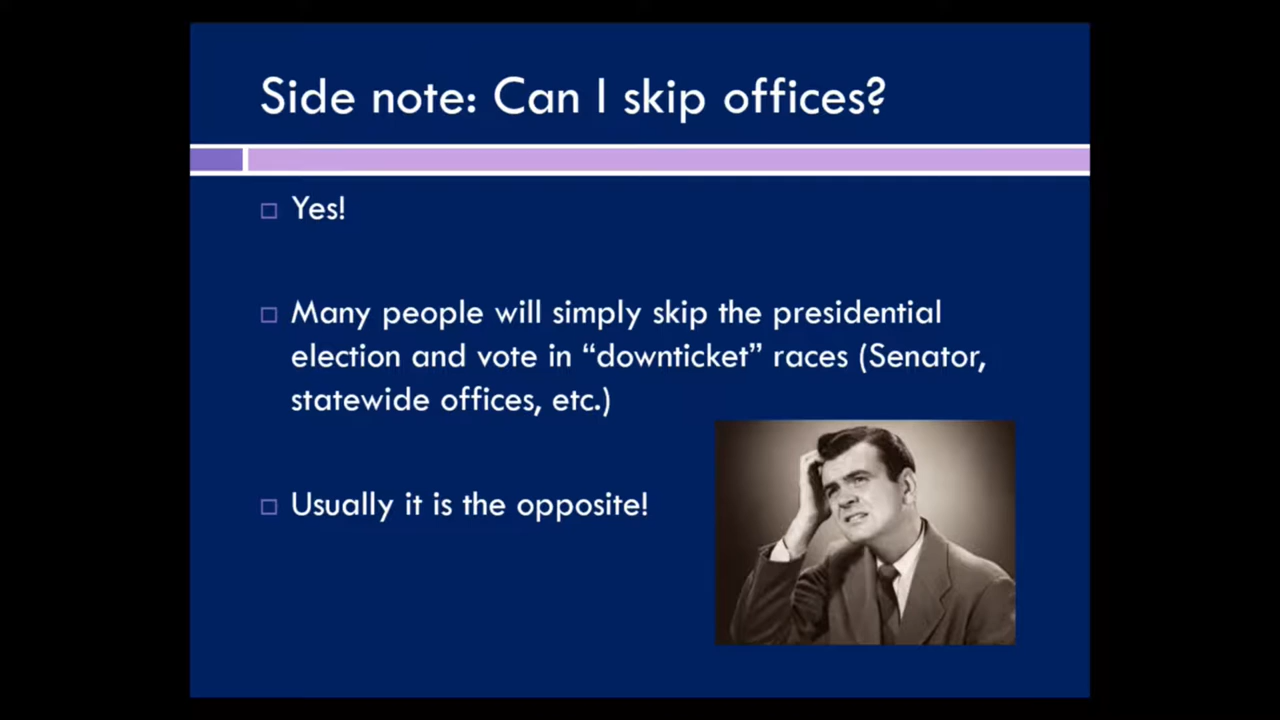 Side note: Can I skip offices?
Yes!
Many people will simply skip the presidential
election and vote in “downticket” races (Senator,
statewide offices, etc.)
Usually it is the opposite!